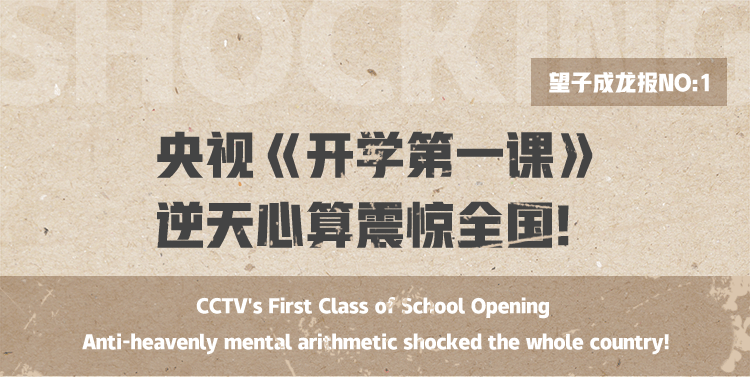 SHOCKING
望子成龙报NO:1
央视《开学第一课》
逆天心算震惊全国!
CCTV's First Class of School Opening
Anti-heavenly mental arithmetic shocked the whole country!